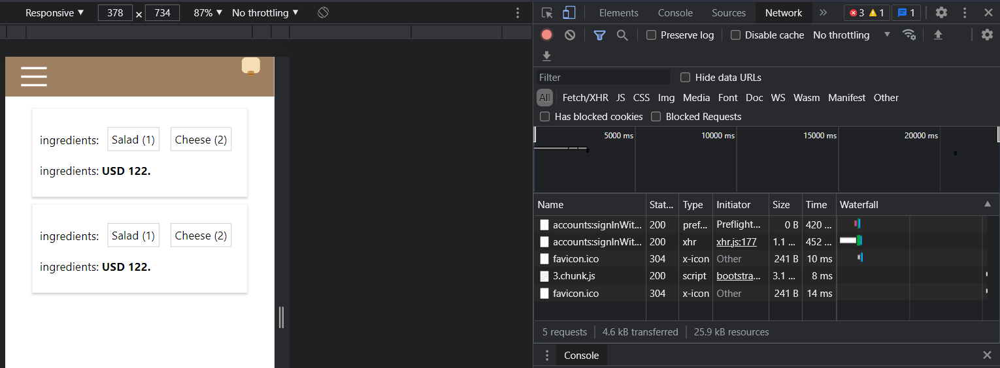 Responsive ▼ 378 × 734 87% ▼ No throttling ▼
ingredients: Salad (1) Cheese (2)
ingredients: USD 122.
ingredients: Salad (1) Cheese (2)
ingredients: USD 122.
Elements Console Sources Network » 3 1 1
Preserve log Disable cache No throttling ▼
Filter Hide data URLs
All Fetch/XHR JS CSS Img Media Font Doc WS Wasm Manifest Other
Has blocked cookies Blocked Requests
5000 ms 10000 ms 15000 ms 20000 ms
Name Stat... Type Initiator Size Time Waterfall ▲
accounts:signInWit... 200 pref... Preflight... 0 B 420 ...
accounts:signInWit... 200 xhr xhr.js:177 1.1 ... 452 ...
favicon.ico 304 x-icon Other 241 B 10 ms
3.chunk.js 200 script bootstra... 3.1 ... 8 ms
favicon.ico 304 x-icon Other 241 B 14 ms
5 requests 4.6 kB transferred 25.9 kB resources
Console